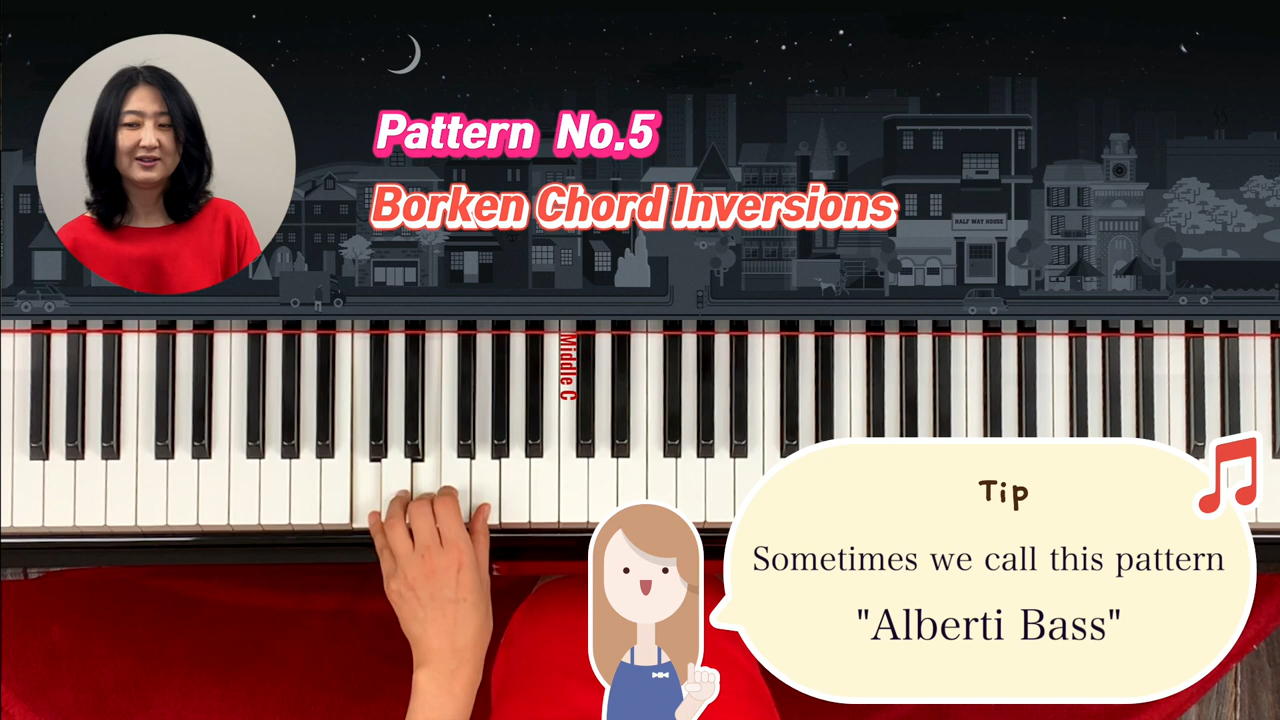 Pattern No.5
Borken Chord Inversions
HALF WAY HOUSE
Middle C
Tip
Sometimes we call this pattern
"Alberti Bass"